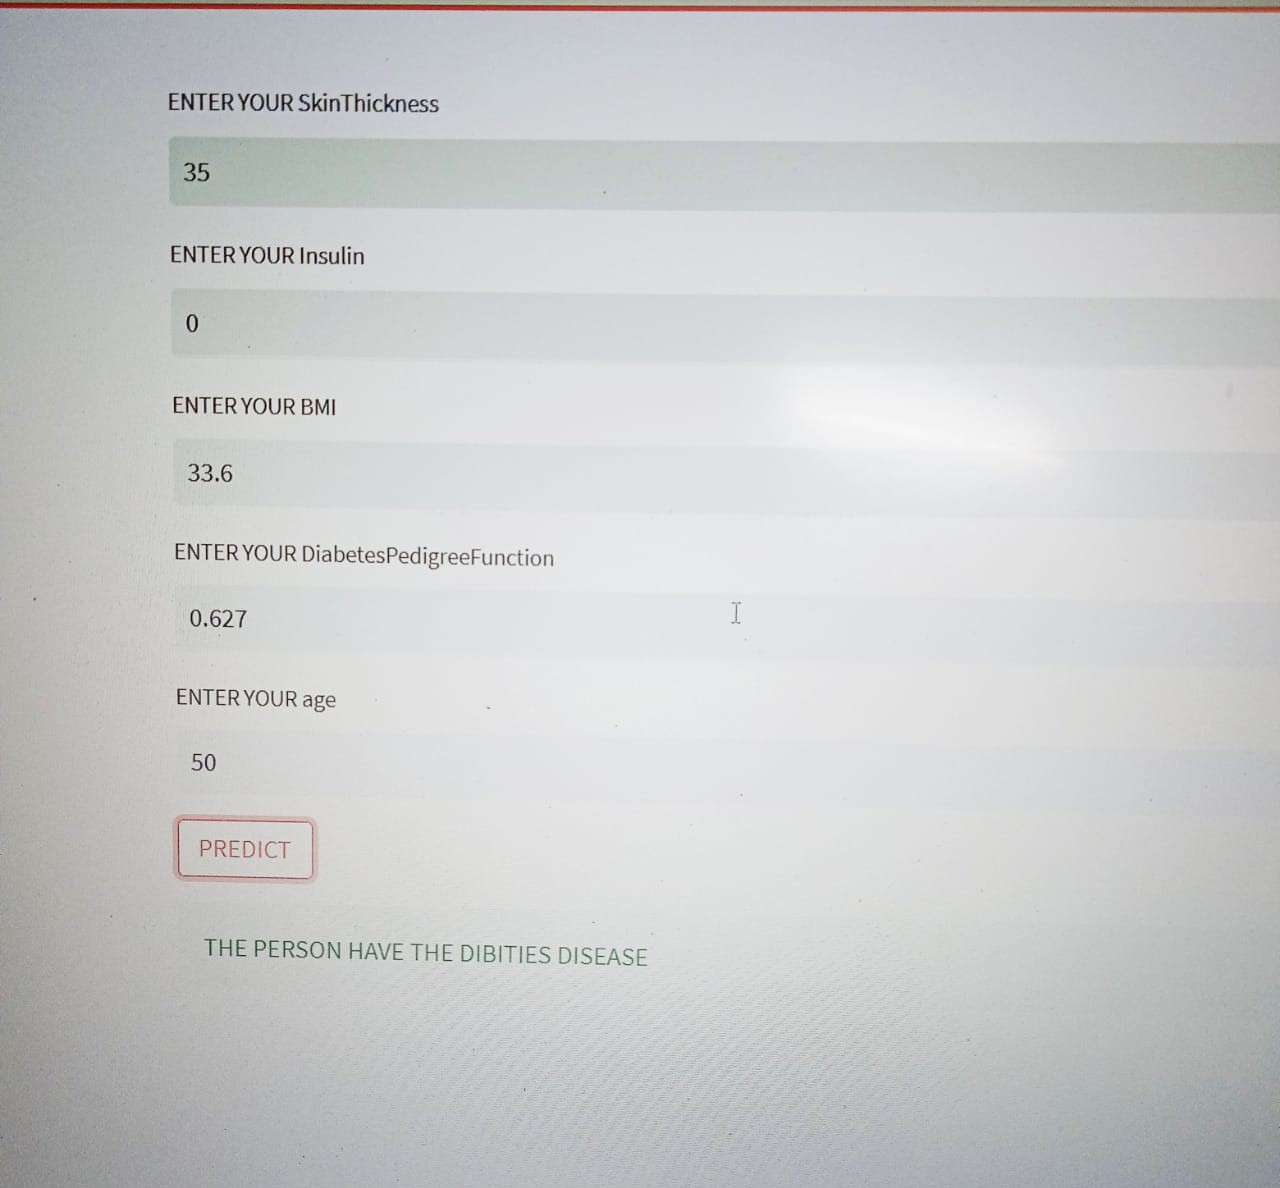 ENTER YOUR SkinThickness
35
ENTER YOUR Insulin
0
ENTER YOUR BMI
33.6
ENTER YOUR DiabetesPedigreeFunction
0.627
ENTER YOUR age
50
PREDICT
THE PERSON HAVE THE DIBITIES DISEASE